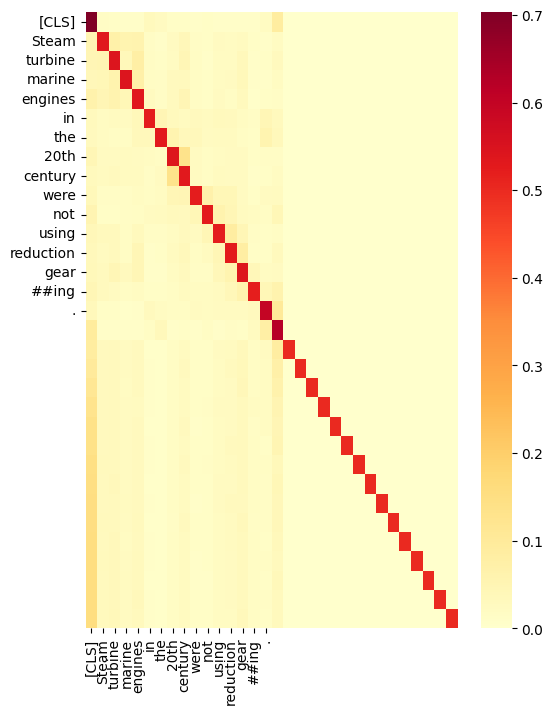 [CLS]
Steam
turbine
marine
engines
in
the
20th
century
were
not
using
reduction
gear
##ing
.
[CLS]
Steam
turbine
marine
engines
in
the
20th
century
were
not
using
reduction
gear
##ing
.
0.7
0.6
0.5
0.4
0.3
0.2
0.1
0.0